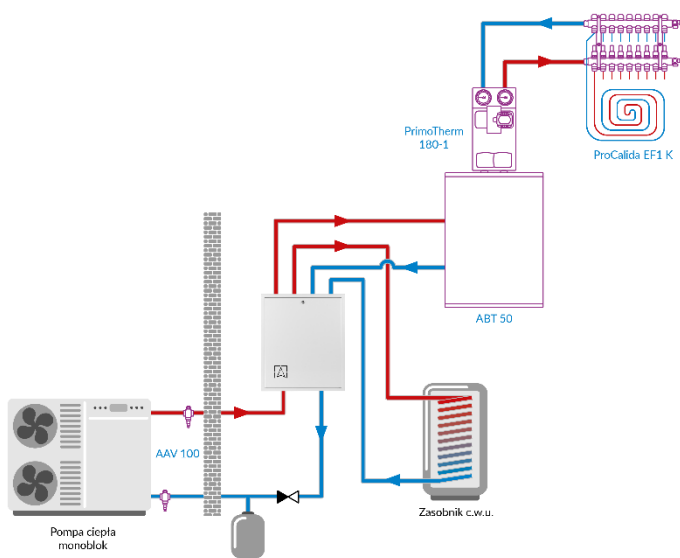 PrimoTherm
180-1
ProCalida EF1 K
ABT 50
AAV 100
Zasobnik c.w.u.
Pompa ciepła
monoblok